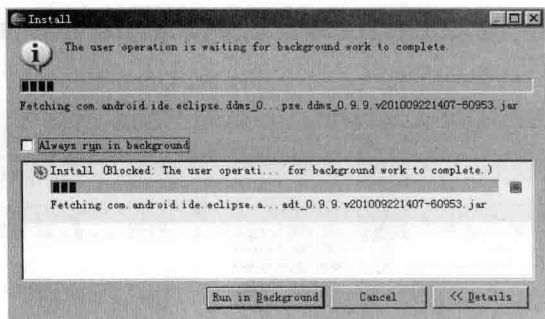 Install
The user operation is waiting for background work to complete.
Fetching com.android.ide.eclipse.ddms_0...pse.ddms_0.9.9.v201009221407-60953.jar
Always run in background
Install (Blocked: The user operati... for background work to complete.)
Fetching com.android.ide.eclipse.a...adt_0.9.9.v201009221407-60953.jar
Run in Background
Cancel
<< Details